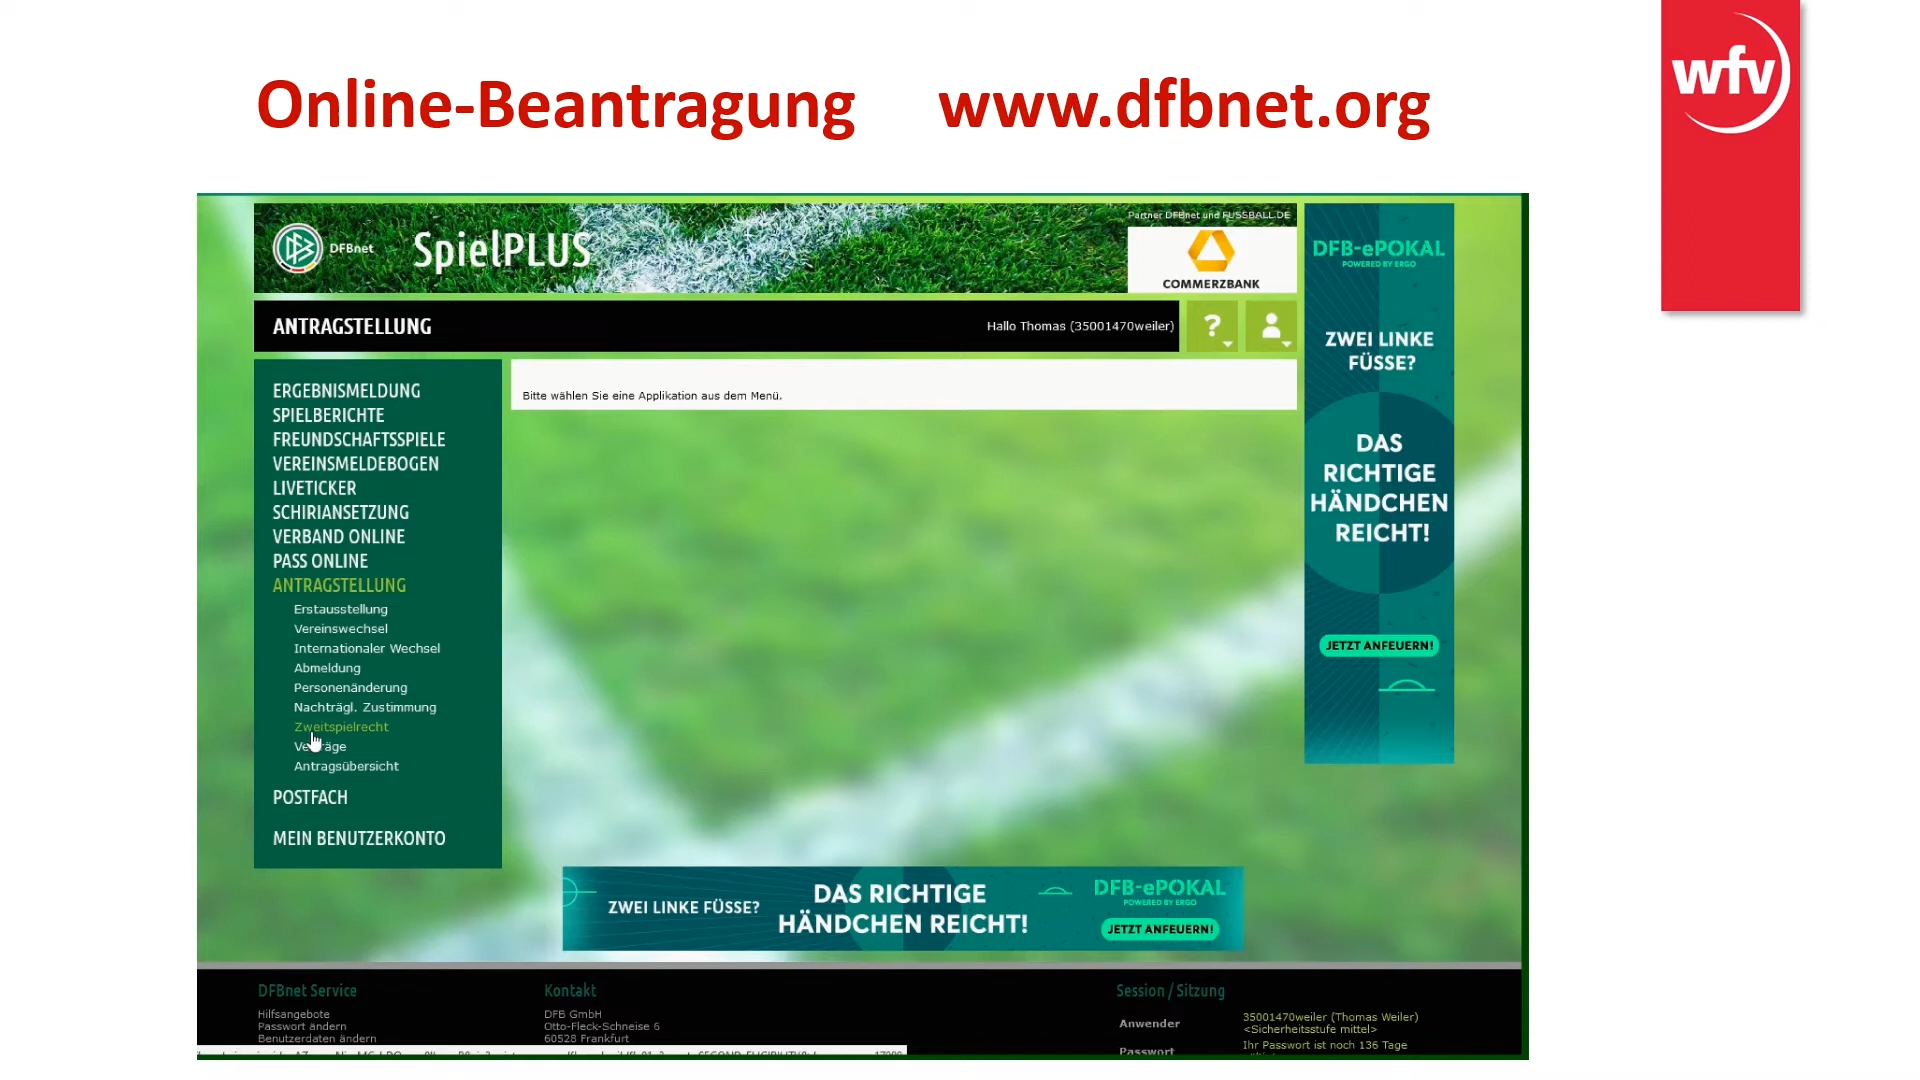 Online-Beantragung www.dfbnet.org
wfv
Partner DFBnet und FUSSBALL.DE
DFBnet SpielPLUS
COMMERZBANK
ANTRAGSTELLUNG
Hallo Thomas (35001470weiler)
?
ERGEBNISMELDUNG
SPIELBERICHTE
FREUNDSCHAFTSSPIELE
VEREINSMELDEBOGEN
LIVETICKER
SCHIRIANSETZUNG
VERBAND ONLINE
PASS ONLINE
ANTRAGSTELLUNG
Erstausstellung
Vereinswechsel
Internationaler Wechsel
Abmeldung
Personenänderung
Nachträgl. Zustimmung
Zweitspielrecht
Antragsübersicht
POSTFACH
MEIN BENUTZERKONTO
Bitte wählen Sie eine Applikation aus dem Menü.
DFB-ePOKAL
POWERED BY ERGO
ZWEI LINKE
FÜSSE?
DAS
RICHTIGE
HÄNDCHEN
REICHT!
JETZT ANFEUERN!
ZWEI LINKE FÜSSE?
DAS RICHTIGE
HÄNDCHEN REICHT!
DFB-ePOKAL
POWERED BY ERGO
JETZT ANFEUERN!
DFBnet Service
Hilfsangebote
Passwort ändern
Benutzerdaten ändern
Kontakt
DFB GmbH
Otto-Fleck-Schneise 6
60528 Frankfurt
Session / Sitzung
Anwender
35001470weiler (Thomas Weiler)
<Sicherheitsstufe mittel>
Passwort
Ihr Passwort ist noch 136 Tage